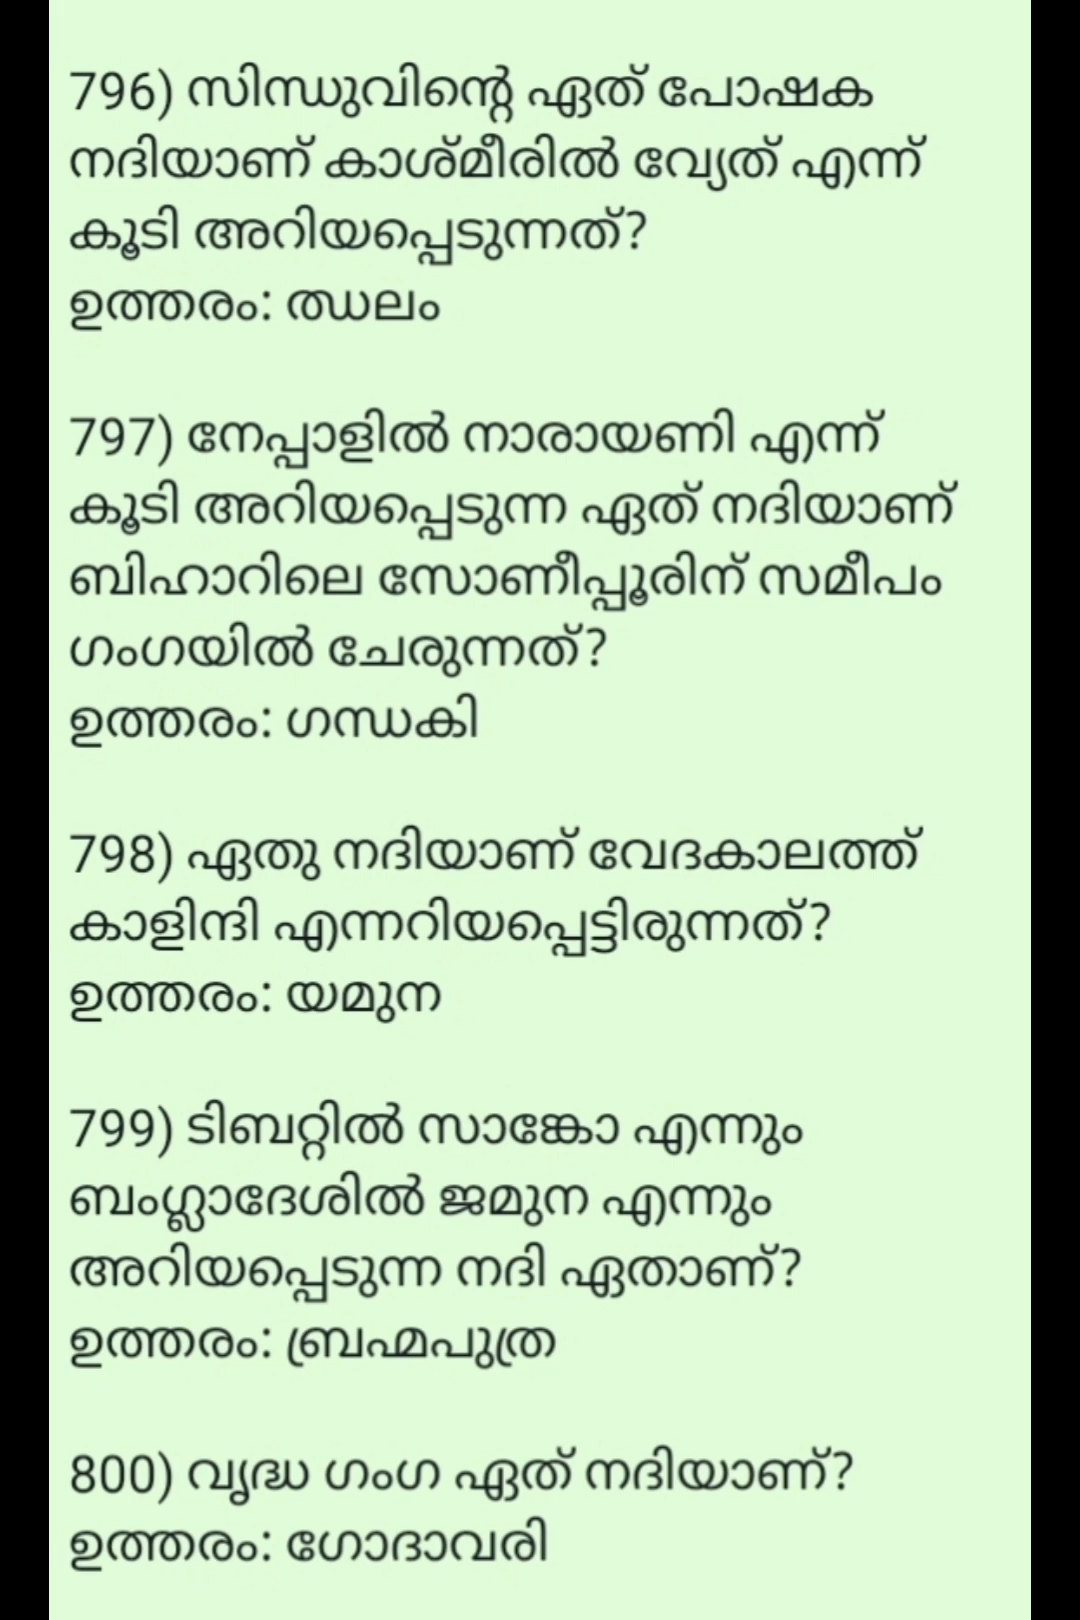 796) സിന്ധുവിന്റെ ഏത് പോഷക
നദിയാണ് കാശ്മീരിൽ വ്യേത് എന്ന്
കൂടി അറിയപ്പെടുന്നത്?
ഉത്തരം: ഝലം
797) നേപ്പാളിൽ നാരായണി എന്ന്
കൂടി അറിയപ്പെടുന്ന ഏത് നദിയാണ്
ബിഹാറിലെ സോണീപ്പൂരിന് സമീപം
ഗംഗയിൽ ചേരുന്നത്?
ഉത്തരം: ഗന്ധകി
798) ഏതു നദിയാണ് വേദകാലത്ത്
കാളിന്ദി എന്നറിയപ്പെട്ടിരുന്നത്?
ഉത്തരം: യമുന
799) ടിബറ്റിൽ സാങ്കോ എന്നും
ബംഗ്ലാദേശിൽ ജമുന എന്നും
അറിയപ്പെടുന്ന നദി ഏതാണ്?
ഉത്തരം: ബ്രഹ്മപുത്ര
800) വൃദ്ധ ഗംഗ ഏത് നദിയാണ്?
ഉത്തരം: ഗോദാവരി